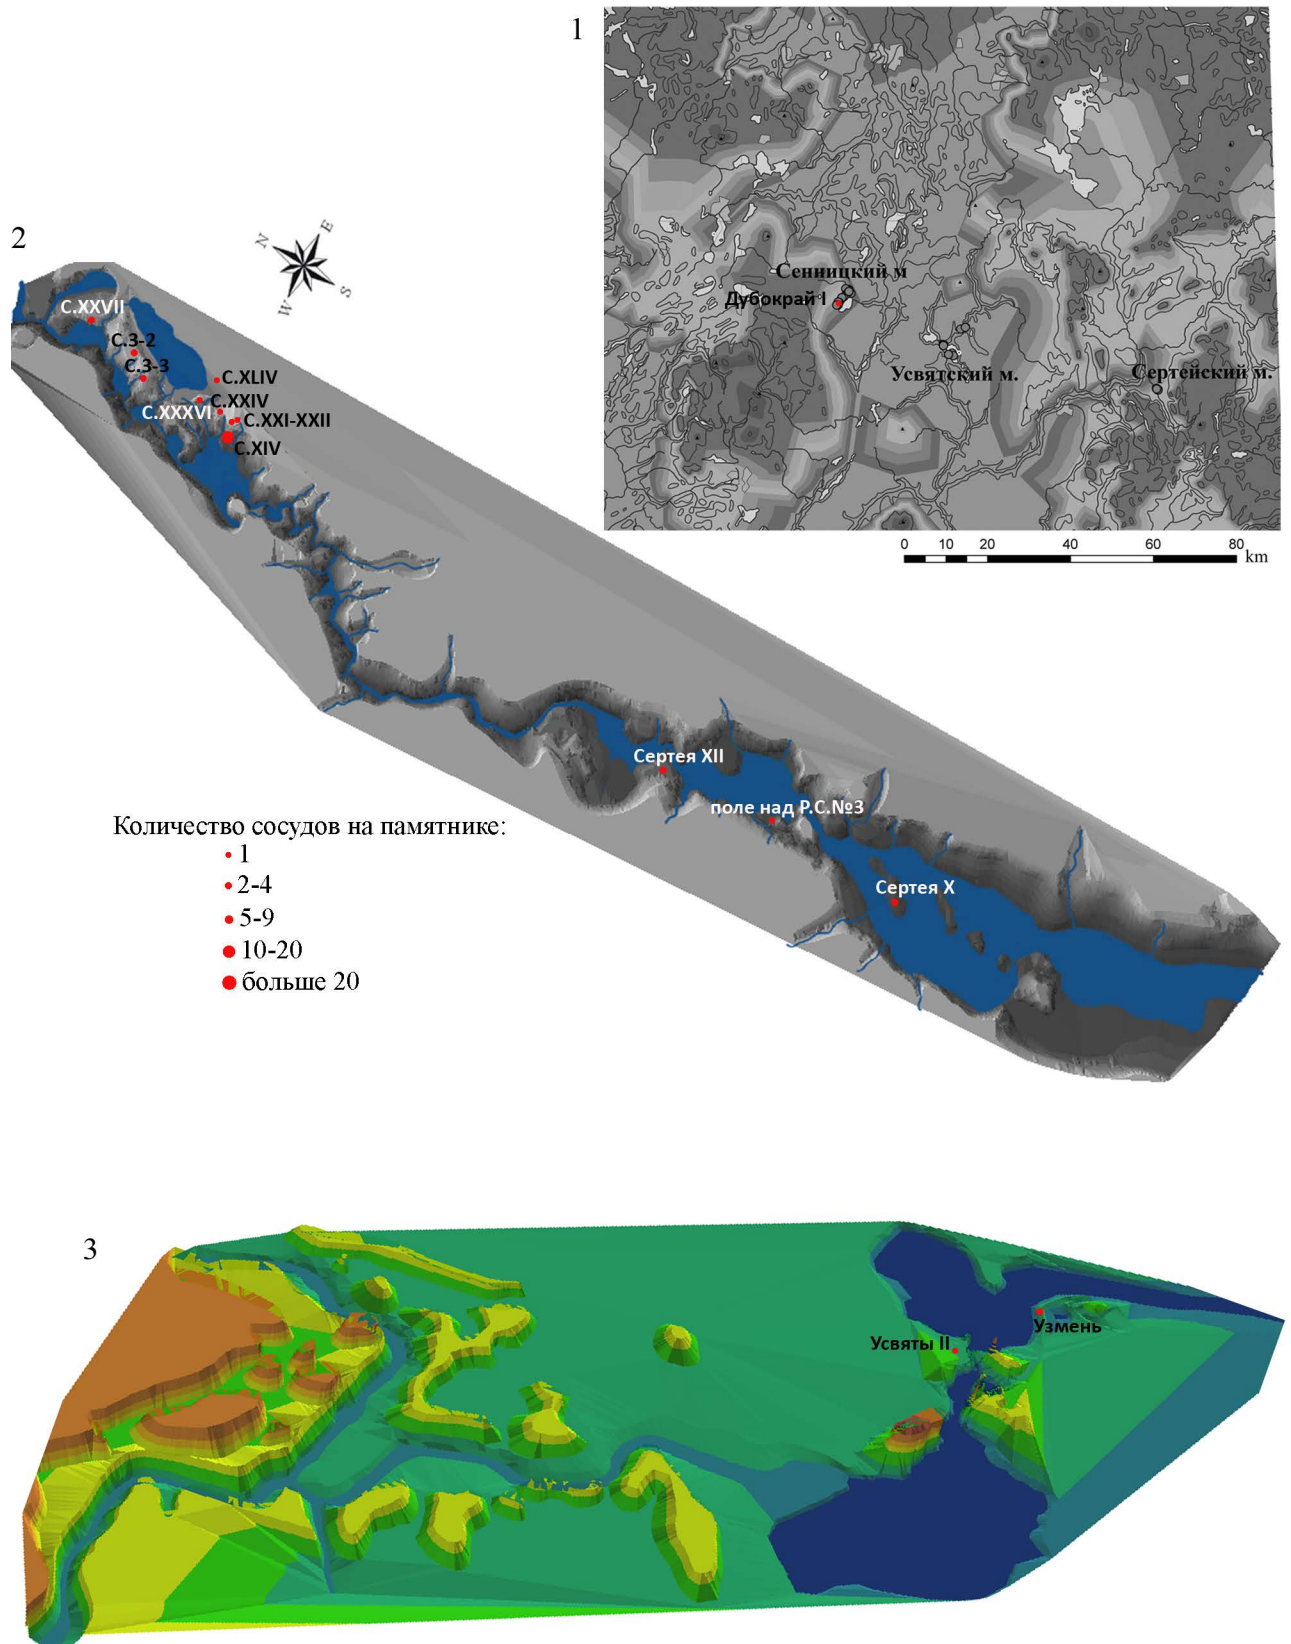 1
Сенницкий м
Дубокрай I
Усвятский м.
Сертейский м.
0 10 20 40 60 80
km
2
N
E
W
S
С.XXVII
С.3-2
С.3-3
С.XLIV
С.XXIV
С.XXXVI
С.XXI-XXII
С.XIV
Сертея XII
поле над Р.С.№3
Сертея X
Количество сосудов на памятнике:
1
2-4
5-9
10-20
больше 20
3
Узмень
Усвяты II